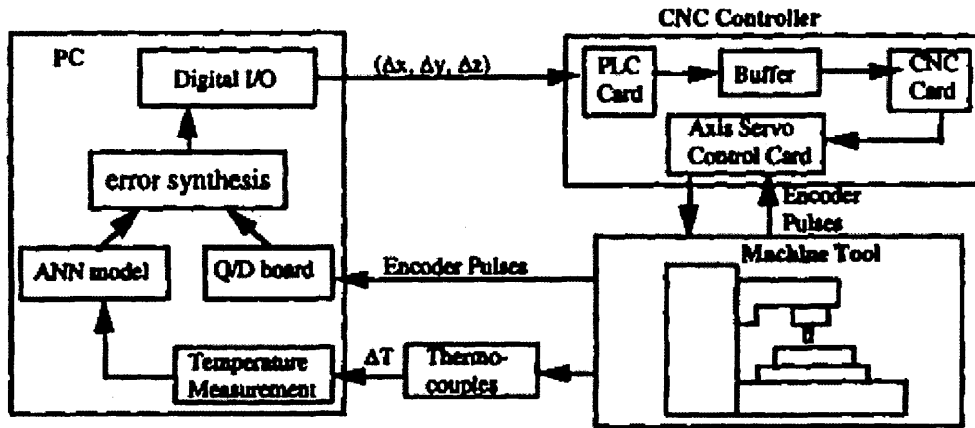 CNC Controller
PC
Digital I/O
(Δx, Δy, Δz)
PLC
Card
Buffer
CNC
Card
Axis Servo
Control Card
error synthesis
Encoder
Pulses
ANN model
Q/D board
Encoder Pulses
Machine Tool
Temperature
Measurement
ΔT
Thermo-
couples